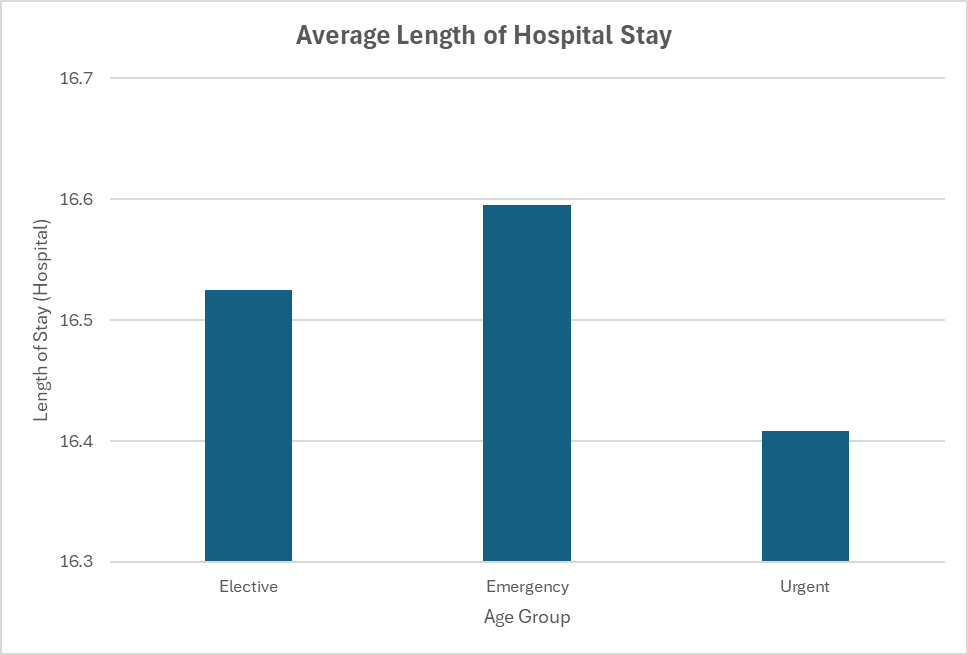 Average Length of Hospital Stay
16.7
16.6
16.5
16.4
16.3
Length of Stay (Hospital)
Elective
Emergency
Urgent
Age Group